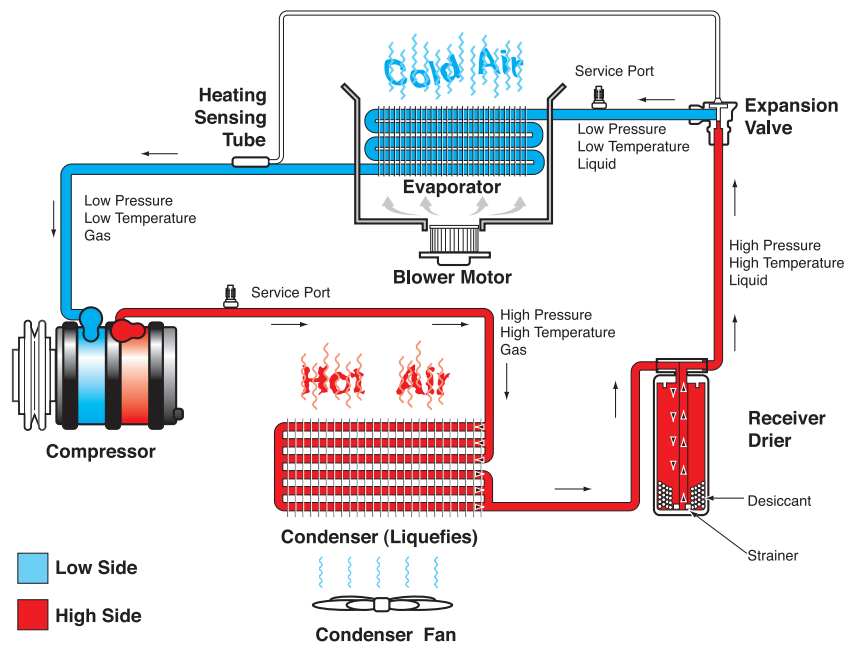 Cold Air
Service Port
Heating
Sensing
Tube
Expansion
Valve
Low Pressure
Low Temperature
Liquid
Evaporator
Low Pressure
Low Temperature
Gas
Blower Motor
High Pressure
High Temperature
Liquid
Service Port
High Pressure
High Temperature
Gas
Hot Air
Compressor
Receiver
Drier
Desiccant
Condenser (Liquefies)
Strainer
Low Side
High Side
Condenser Fan